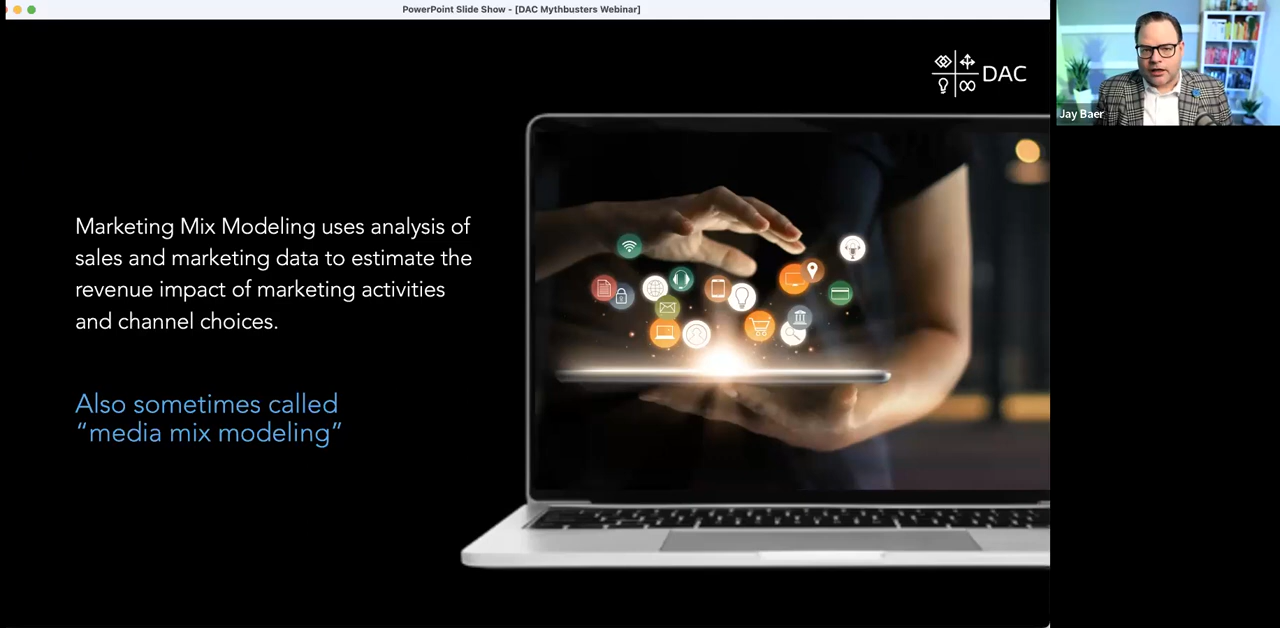 PowerPoint Slide Show - [DAC Mythbusters Webinar]
DAC
Jay Baer
Marketing Mix Modeling uses analysis of
sales and marketing data to estimate the
revenue impact of marketing activities
and channel choices.
Also sometimes called
“media mix modeling”